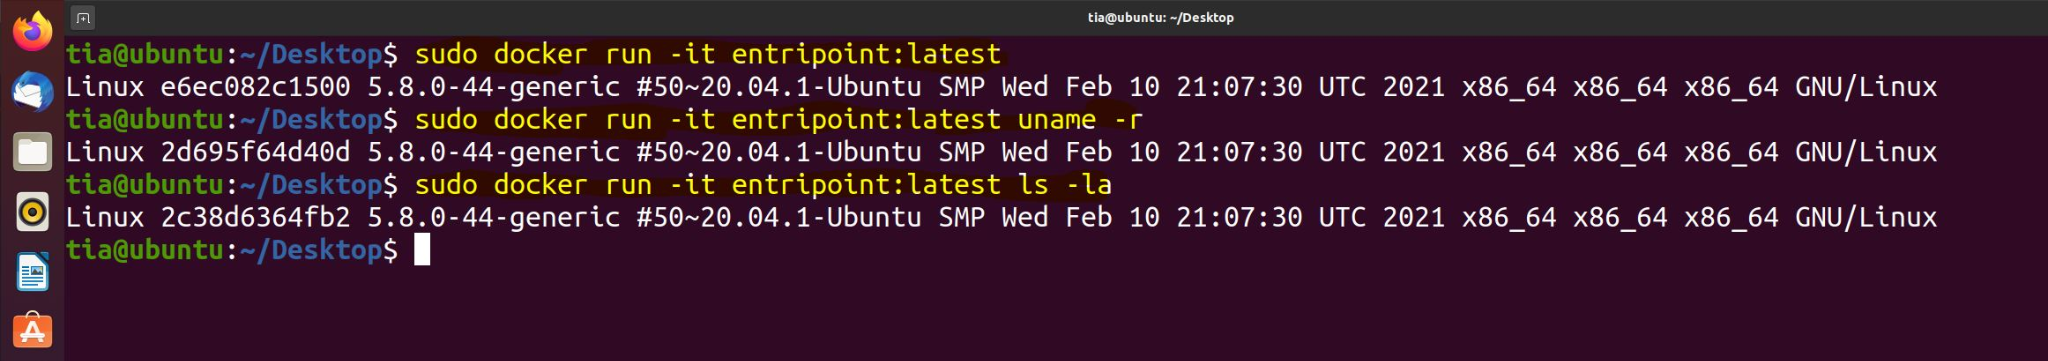 tia@ubuntu: ~/Desktop
tia@ubuntu:~/Desktop$ sudo docker run -it entripoint:latest
Linux e6ec082c1500 5.8.0-44-generic #50~20.04.1-Ubuntu SMP Wed Feb 10 21:07:30 UTC 2021 x86_64 x86_64 x86_64 GNU/Linux
tia@ubuntu:~/Desktop$ sudo docker run -it entripoint:latest uname -r
Linux 2d695f64d40d 5.8.0-44-generic #50~20.04.1-Ubuntu SMP Wed Feb 10 21:07:30 UTC 2021 x86_64 x86_64 x86_64 GNU/Linux
tia@ubuntu:~/Desktop$ sudo docker run -it entripoint:latest ls -la
Linux 2c38d6364fb2 5.8.0-44-generic #50~20.04.1-Ubuntu SMP Wed Feb 10 21:07:30 UTC 2021 x86_64 x86_64 x86_64 GNU/Linux
tia@ubuntu:~/Desktop$